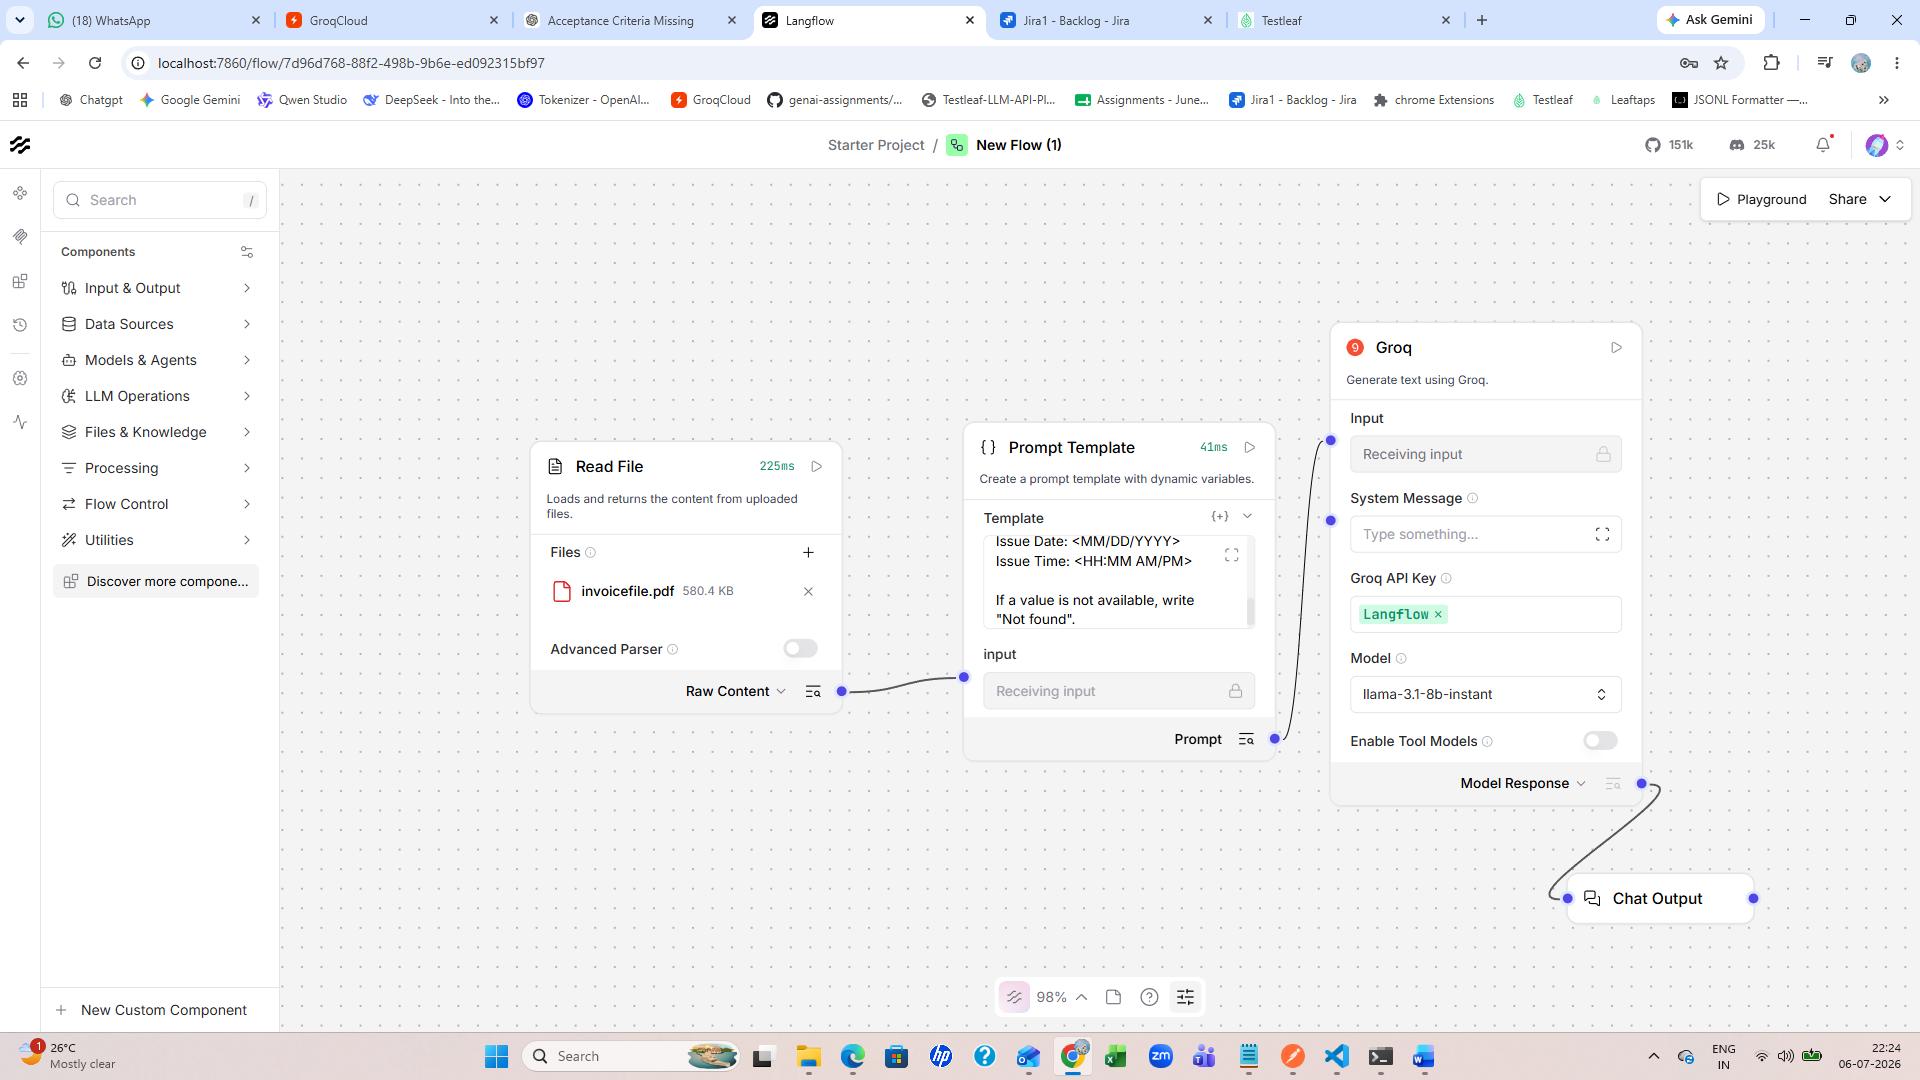 (18) WhatsApp
GroqCloud
Acceptance Criteria Missing
Langflow
Jira1 - Backlog - Jira
Testleaf
Ask Gemini
localhost:7860/flow/7d96d768-88f2-498b-9b6e-ed092315bf97
Chatgpt
Google Gemini
Qwen Studio
DeepSeek - Into the...
Tokenizer - OpenAI...
GroqCloud
genai-assignments/...
Testleaf-LLM-API-Pl...
Assignments - June...
Jira1 - Backlog - Jira
chrome Extensions
Testleaf
Leaftaps
JSONL Formatter —...
Starter Project / New Flow (1)
151k
25k
Search /
Playground
Share
Components
Input & Output
Data Sources
Models & Agents
LLM Operations
Files & Knowledge
Processing
Flow Control
Utilities
Discover more compone...
New Custom Component
Read File
225ms
Loads and returns the content from uploaded
files.
Files
invoicefile.pdf 580.4 KB
Advanced Parser
Raw Content
Prompt Template
41ms
Create a prompt template with dynamic variables.
Template
{+}
Issue Date: <MM/DD/YYYY>
Issue Time: <HH:MM AM/PM>
If a value is not available, write
"Not found".
input
Receiving input
Prompt
Groq
Generate text using Groq.
Input
Receiving input
System Message
Type something...
Groq API Key
Langflow
Model
llama-3.1-8b-instant
Enable Tool Models
Model Response
Chat Output
98%
1
26°C
Mostly clear
Search
ENG
IN
22:24
06-07-2026